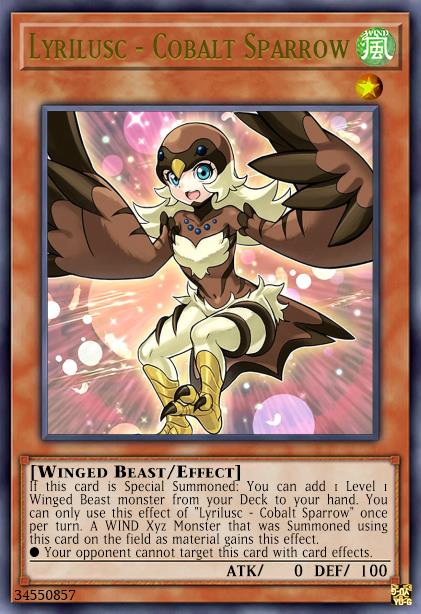 Lyrilusc - Cobalt Sparrow
WIND
風
[Winged Beast/Effect]
If this card is Special Summoned: You can add 1 Level 1
Winged Beast monster from your Deck to your hand. You
can only use this effect of "Lyrilusc - Cobalt Sparrow" once
per turn. A WIND Xyz Monster that was Summoned using
this card on the field as material gains this effect.
● Your opponent cannot target this card with card effects.
ATK/ 0 DEF/ 100
34550857